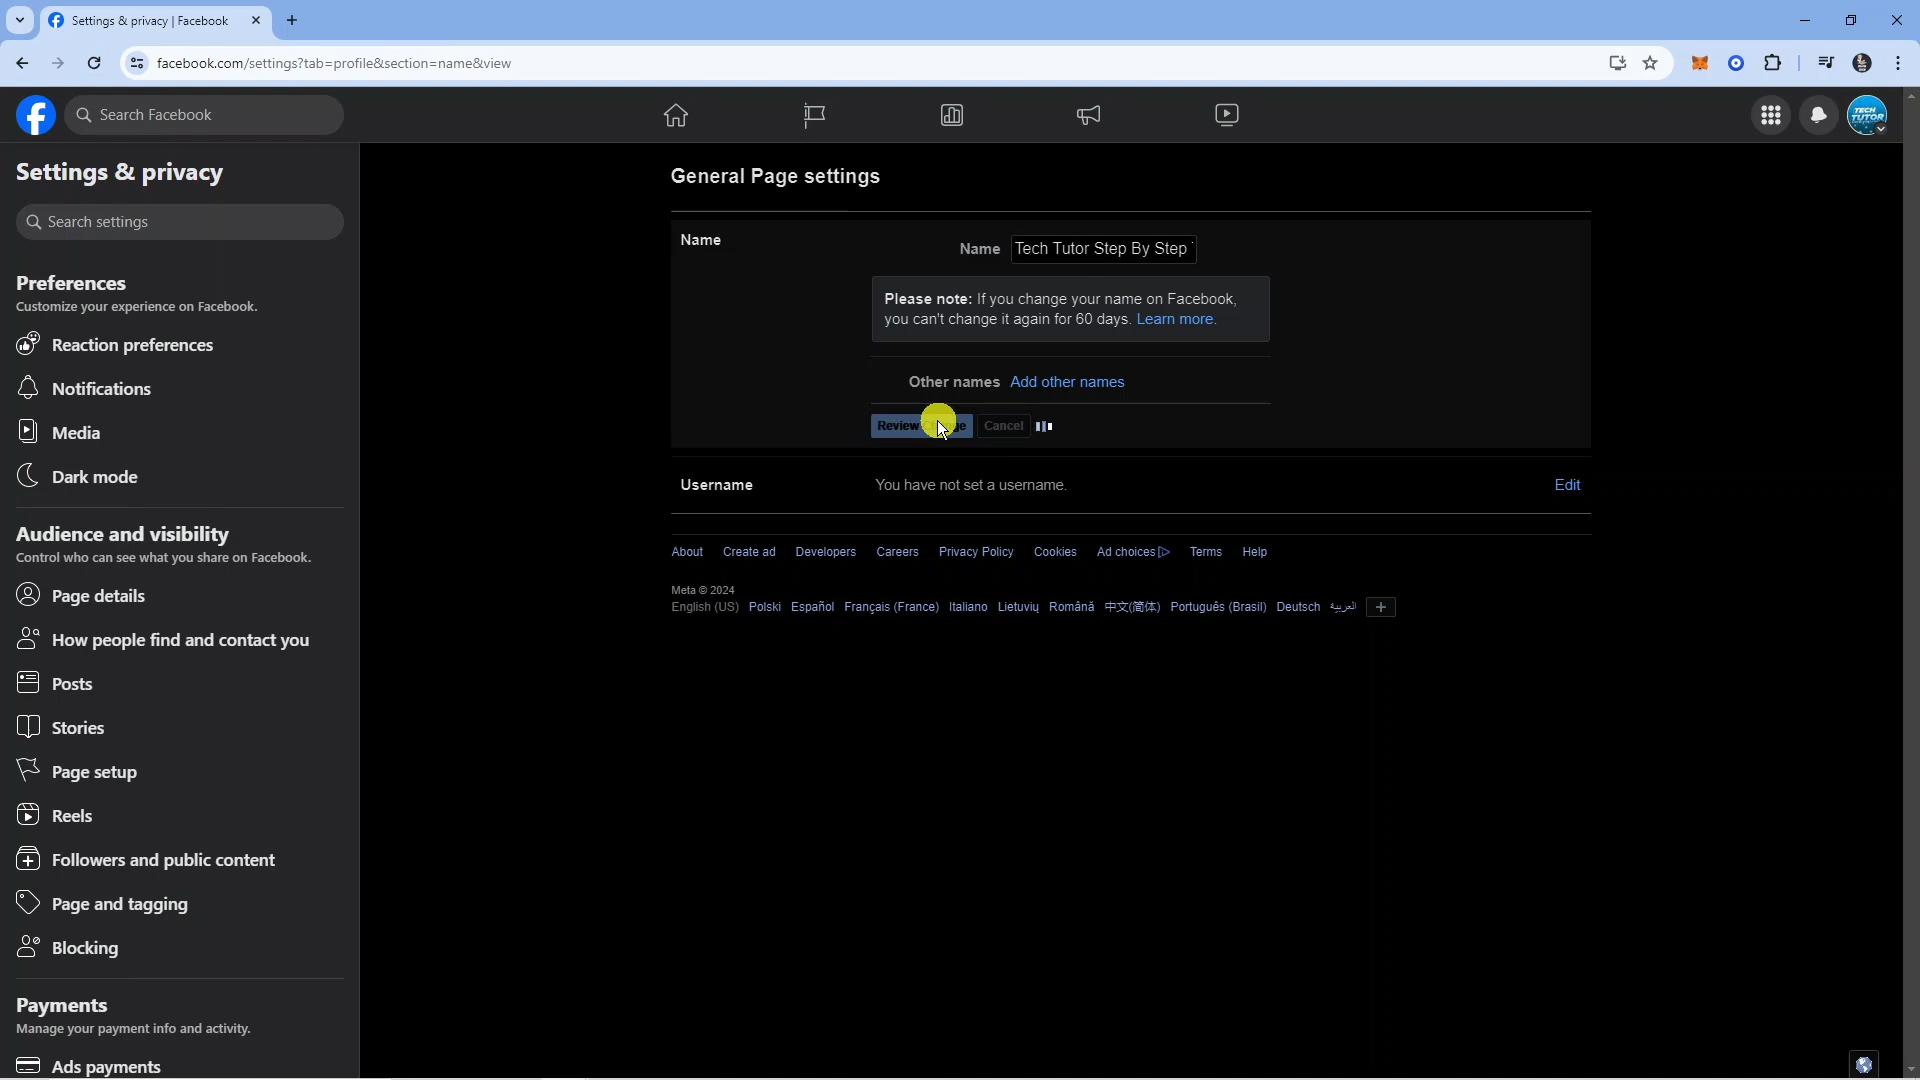 Settings & privacy | Facebook
facebook.com/settings?tab=profile&section=name&view
Search Facebook
TECH
TUTOR
Settings & privacy
Search settings
Preferences
Customize your experience on Facebook.
Reaction preferences
Notifications
Media
Dark mode
Audience and visibility
Control who can see what you share on Facebook.
Page details
How people find and contact you
Posts
Stories
Page setup
Reels
Followers and public content
Page and tagging
Blocking
Payments
Manage your payment info and activity.
Ads payments
General Page settings
Name
Name Tech Tutor Step By Step
Please note: If you change your name on Facebook,
you can't change it again for 60 days. Learn more.
Other names Add other names
Review Cancel
Username You have not set a username. Edit
About Create ad Developers Careers Privacy Policy Cookies Ad choices Terms Help
Meta © 2024
English (US) Polski Español Français (France) Italiano Lietuvių Română 中文(简体) Português (Brasil) Deutsch العربية +